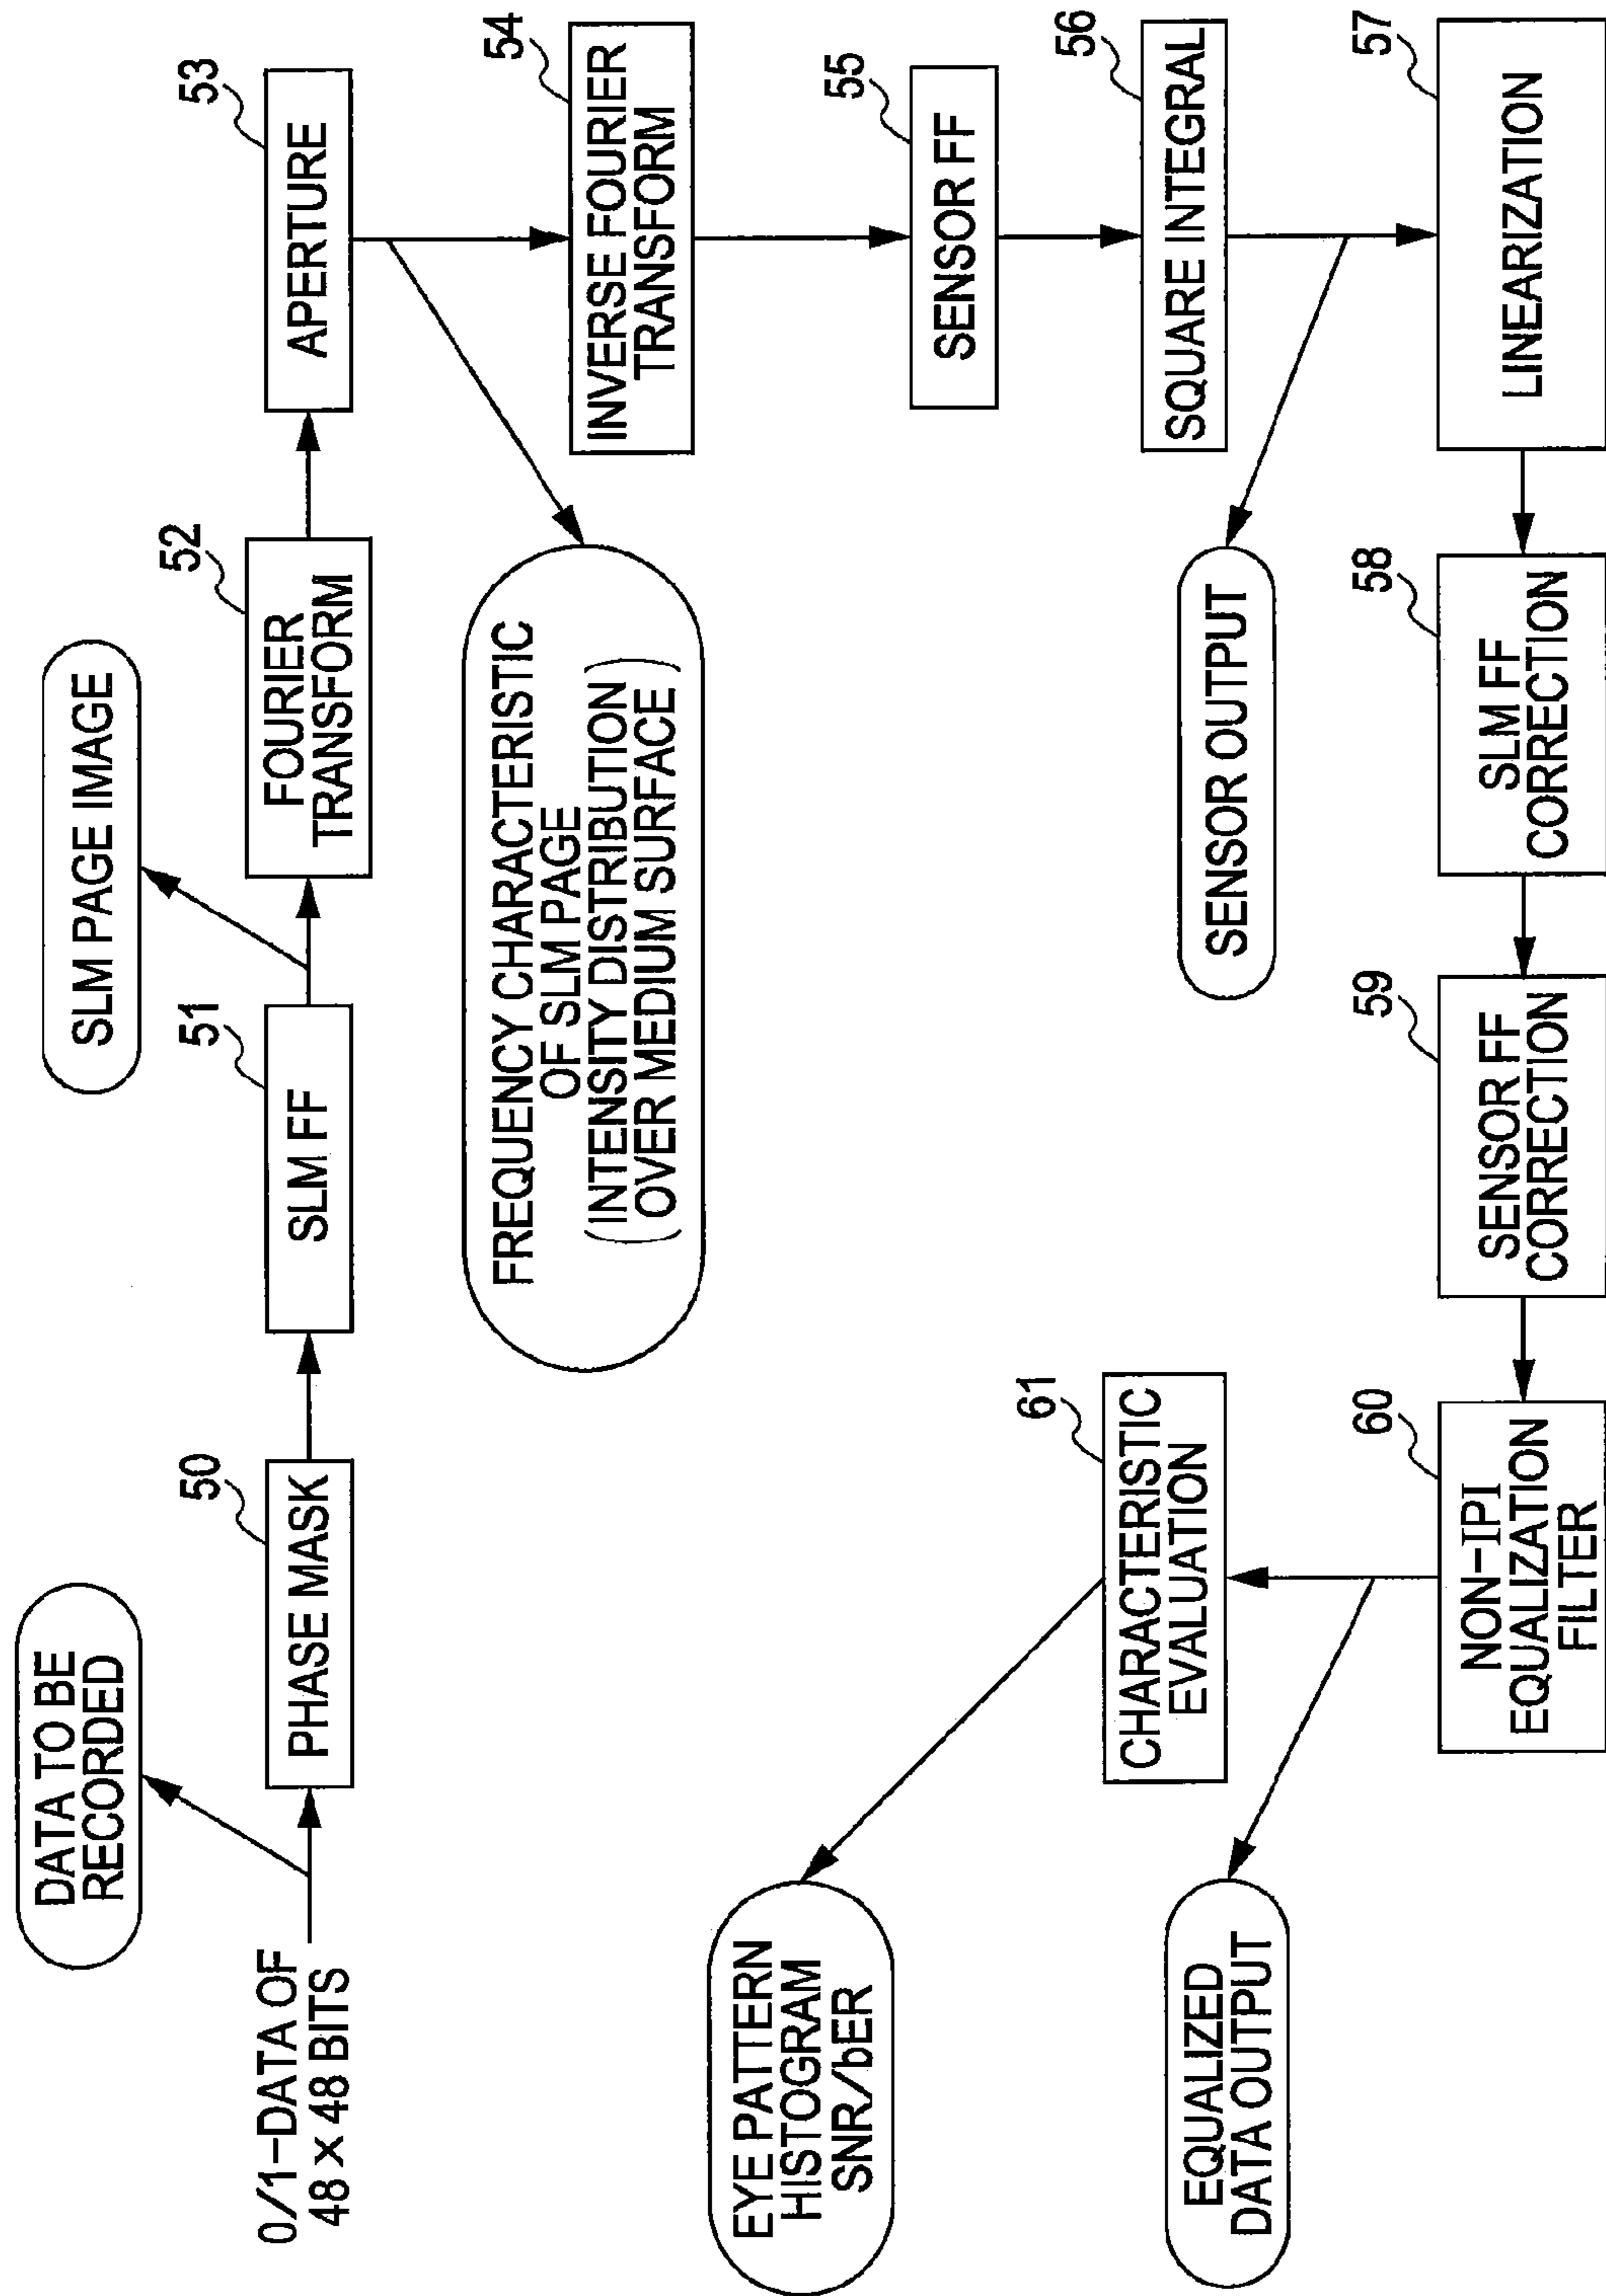 0/1-DATA OF
48 × 48 BITS
DATA TO BE
RECORDED
50
PHASE MASK
51
SLM FF
SLM PAGE IMAGE
52
FOURIER
TRANSFORM
53
APERTURE
FREQUENCY CHARACTERISTIC
OF SLM PAGE
(INTENSITY DISTRIBUTION
OVER MEDIUM SURFACE)
54
INVERSE FOURIER
TRANSFORM
55
SENSOR FF
56
SQUARE INTEGRAL
SENSOR OUTPUT
57
LINEARIZATION
58
SLM FF
CORRECTION
59
SENSOR FF
CORRECTION
60
NON-IPI
EQUALIZATION
FILTER
61
CHARACTERISTIC
EVALUATION
EYE PATTERN
HISTOGRAM
SNR/bER
EQUALIZED
DATA OUTPUT